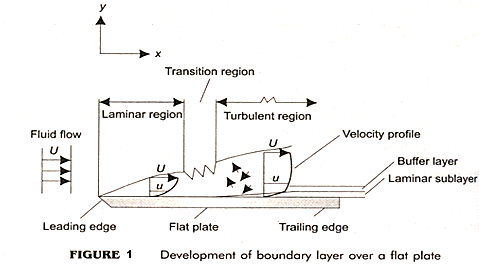 y
x
Transition region
Laminar region
Turbulent region
Fluid flow
U
U
u
U
u
Velocity profile
Buffer layer
Laminar sublayer
Leading edge
Flat plate
Trailing edge
FIGURE 1 Development of boundary layer over a flat plate